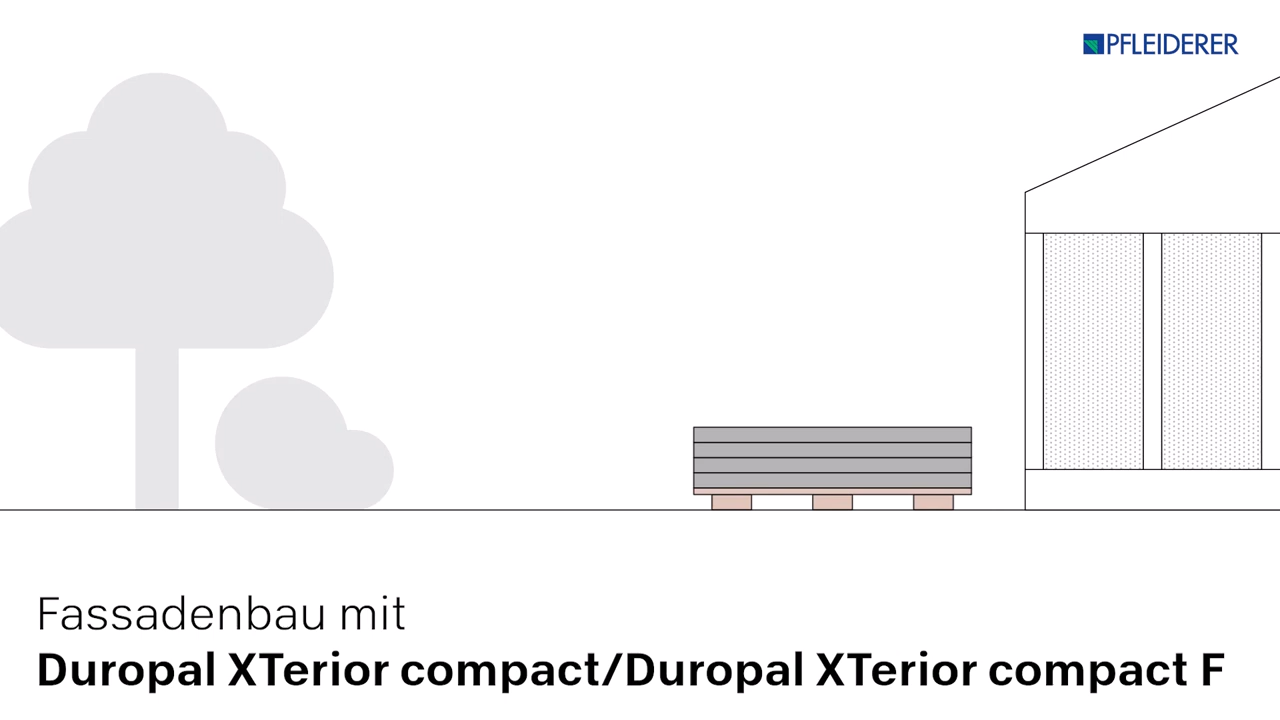 PFLEIDERER
Fassadenbau mit
Duropal XTerior compact/Duropal XTerior compact F